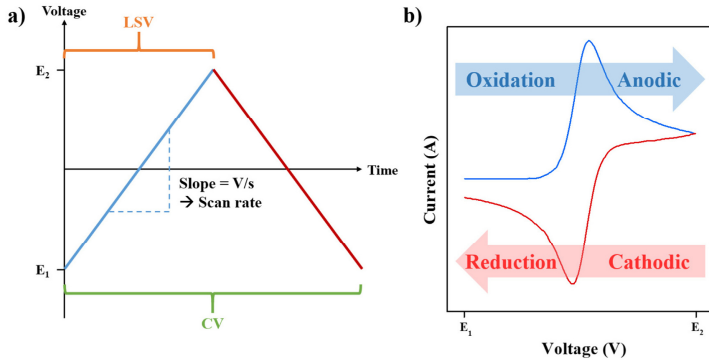 a)
Voltage
LSV
E₂
Time
Slope = V/s
→ Scan rate
E₁
CV
b)
Oxidation Anodic
Current (A)
Reduction Cathodic
E₁ E₂
Voltage (V)